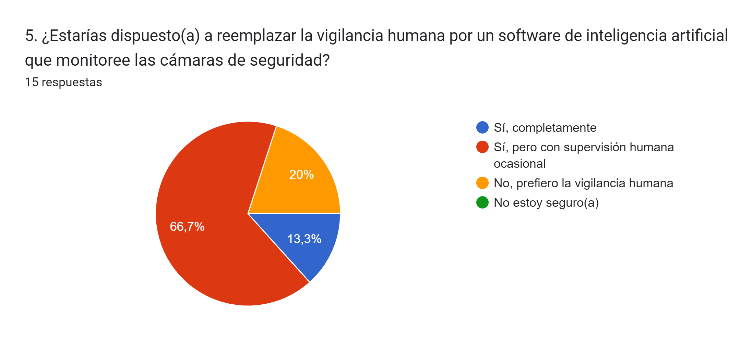 5. ¿Estarías dispuesto(a) a reemplazar la vigilancia humana por un software de inteligencia artificial
que monitoree las cámaras de seguridad?
15 respuestas
Sí, completamente
Sí, pero con supervisión humana
ocasional
No, prefiero la vigilancia humana
No estoy seguro(a)
20%
66,7%
13,3%